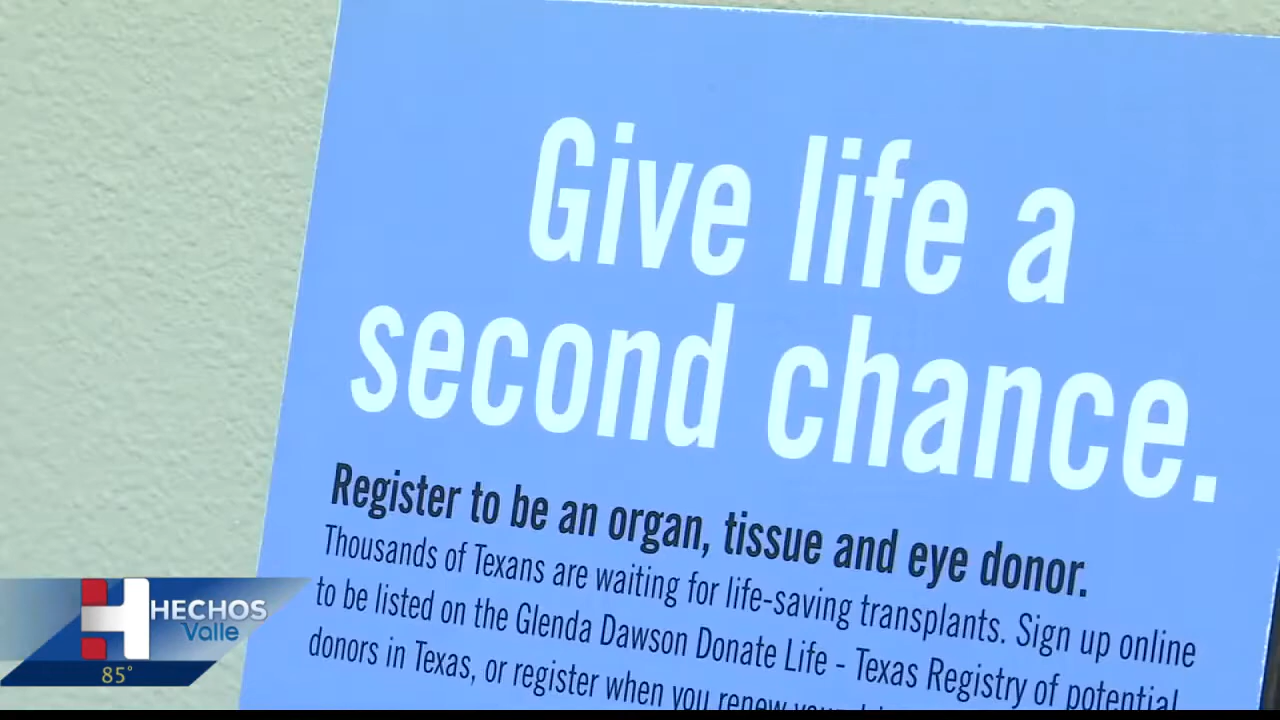 Give life a
second chance.
Register to be an organ, tissue and eye donor.
Thousands of Texans are waiting for life-saving transplants. Sign up online
to be listed on the Glenda Dawson Donate Life - Texas Registry of potential
donors in Texas, or register when you renew your
HECHOS
Valle
85°